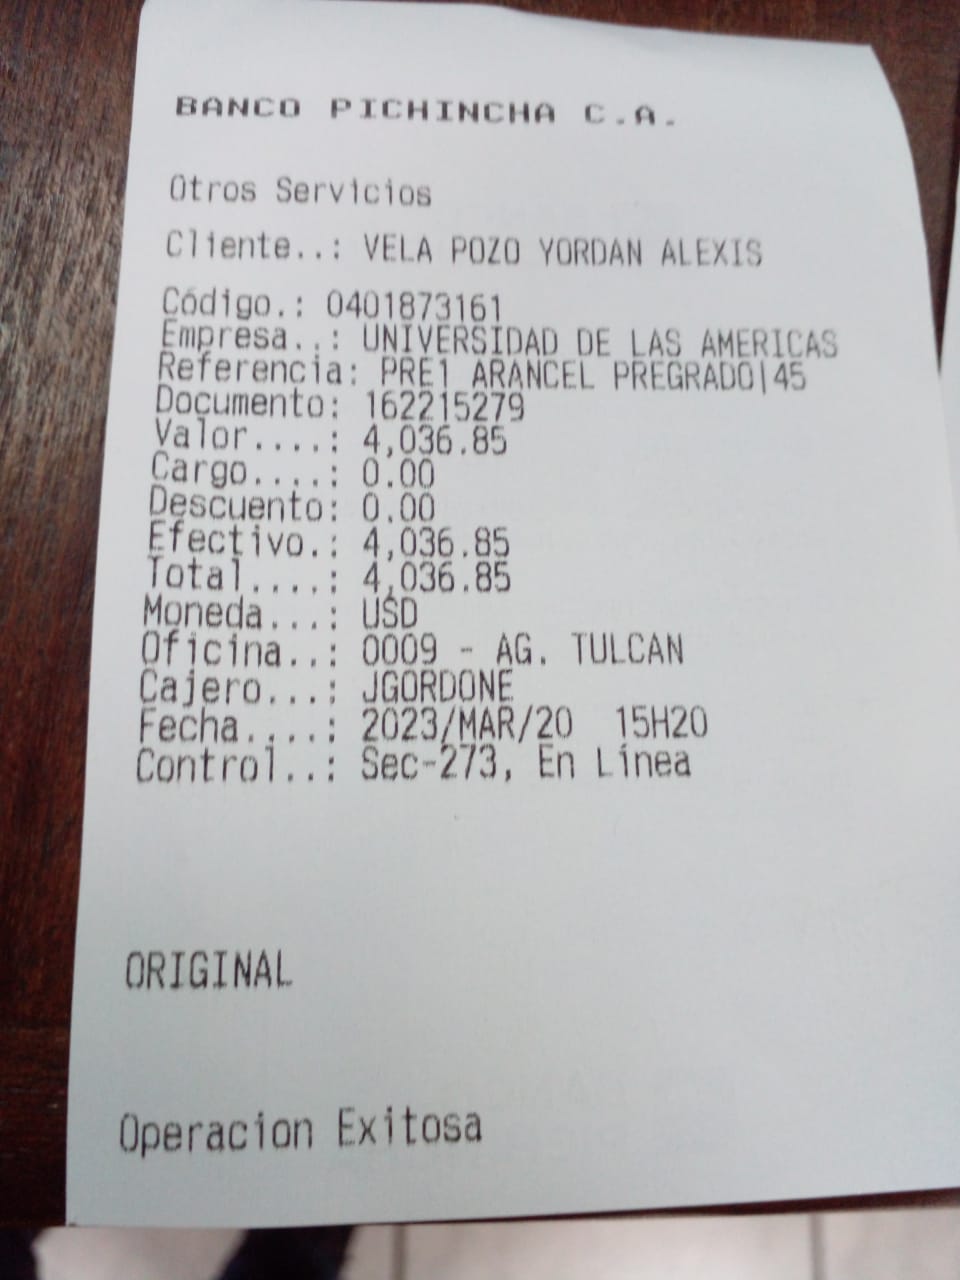 BANCO PICHINCHA C.A.
Otros Servicios
Cliente..: VELA POZO YORDAN ALEXIS
Código.: 0401873161
Empresa..: UNIVERSIDAD DE LAS AMERICAS
Referencia: PRE1 ARANCEL PREGRADO|45
Documento: 162215279
Valor....: 4,036.85
Cargo....: 0.00
Descuento: 0.00
Efectivo.: 4,036.85
Total....: 4,036.85
Moneda...: USD
Oficina..: 0009 - AG. TULCAN
Cajero...: JGORDONE
Fecha....: 2023/MAR/20 15H20
Control..: Sec-273, En Línea
ORIGINAL
Operacion Exitosa